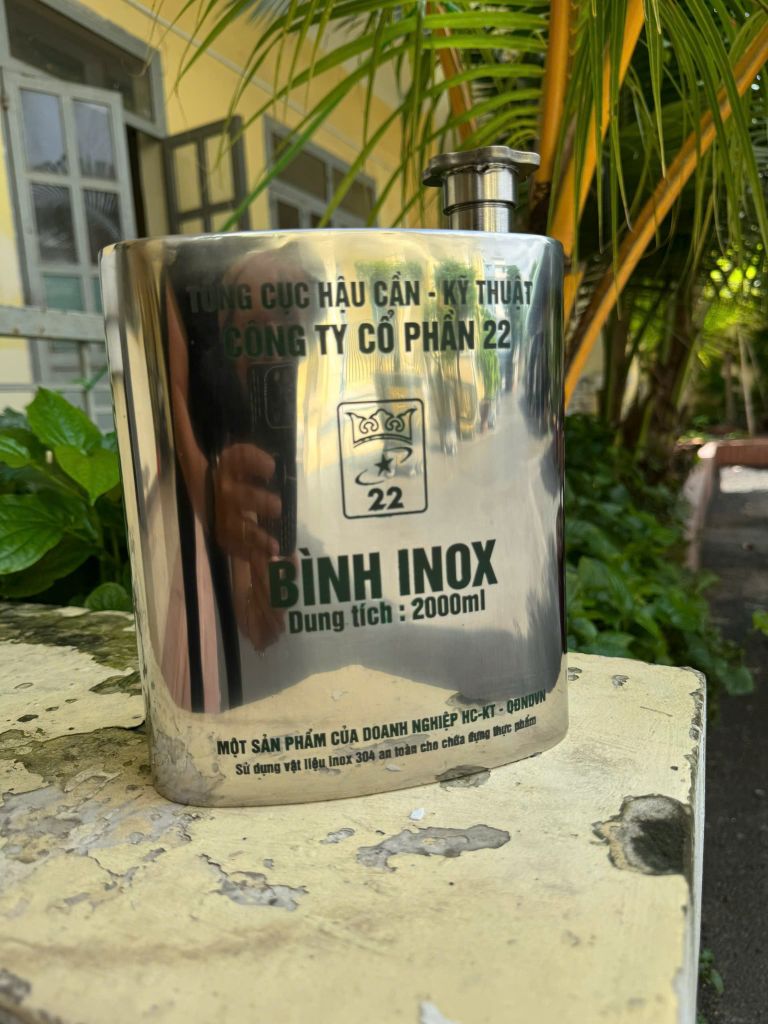 TỔNG CỤC HẬU CẦN - KỸ THUẬT
CÔNG TY CỔ PHẦN 22
22
BÌNH INOX
Dung tích : 2000ml
MỘT SẢN PHẨM CỦA DOANH NGHIỆP HC-KT - QĐNDVN
Sử dụng vật liệu Inox 304 an toàn cho chứa đựng thực phẩm